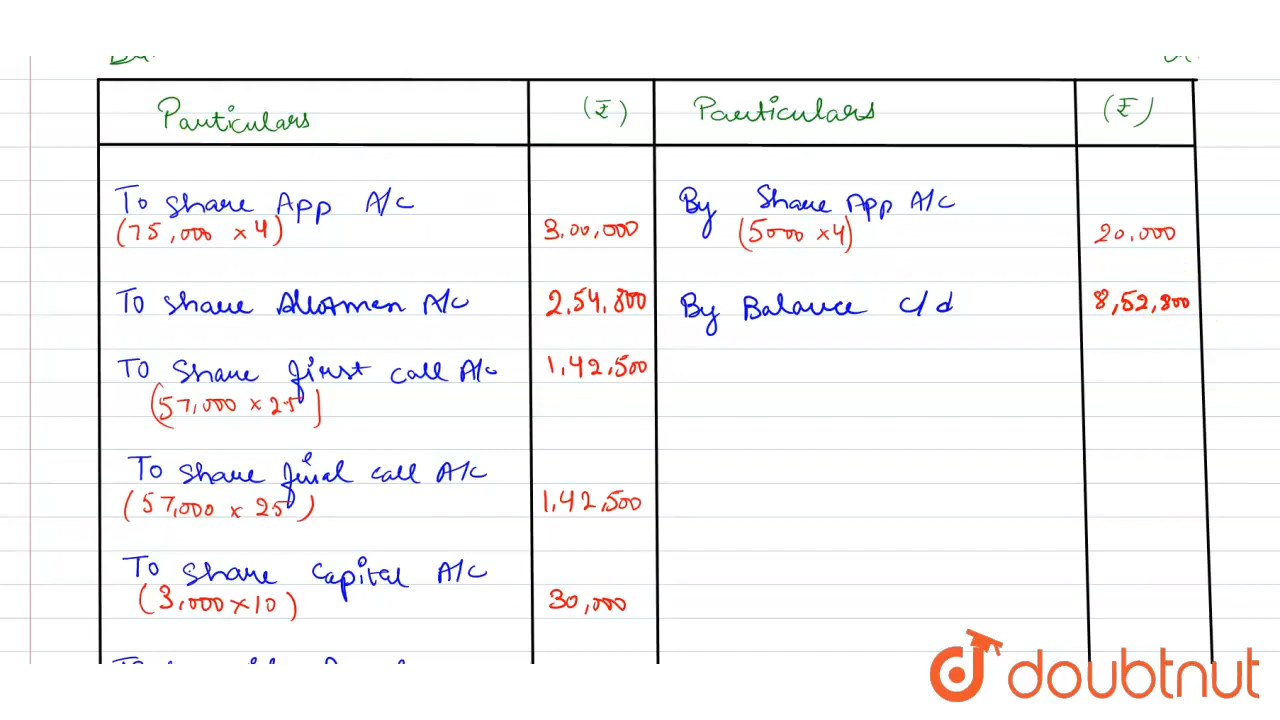 Particulars (₹) Particulars (₹)
To Share App A/c By Share App A/c
(75,000 x 4) 3,00,000 (5000 x 4) 20,000
To Share Allotmen A/c 2,54,800 By Balance c/d 8,52,800
To Share first call A/c 1,42,500
(57,000 x 25)
To Share final call A/c
(57,000 x 25) 1,42,500
To Share Capital A/c
(3,000 x 10) 30,000
doubtnut